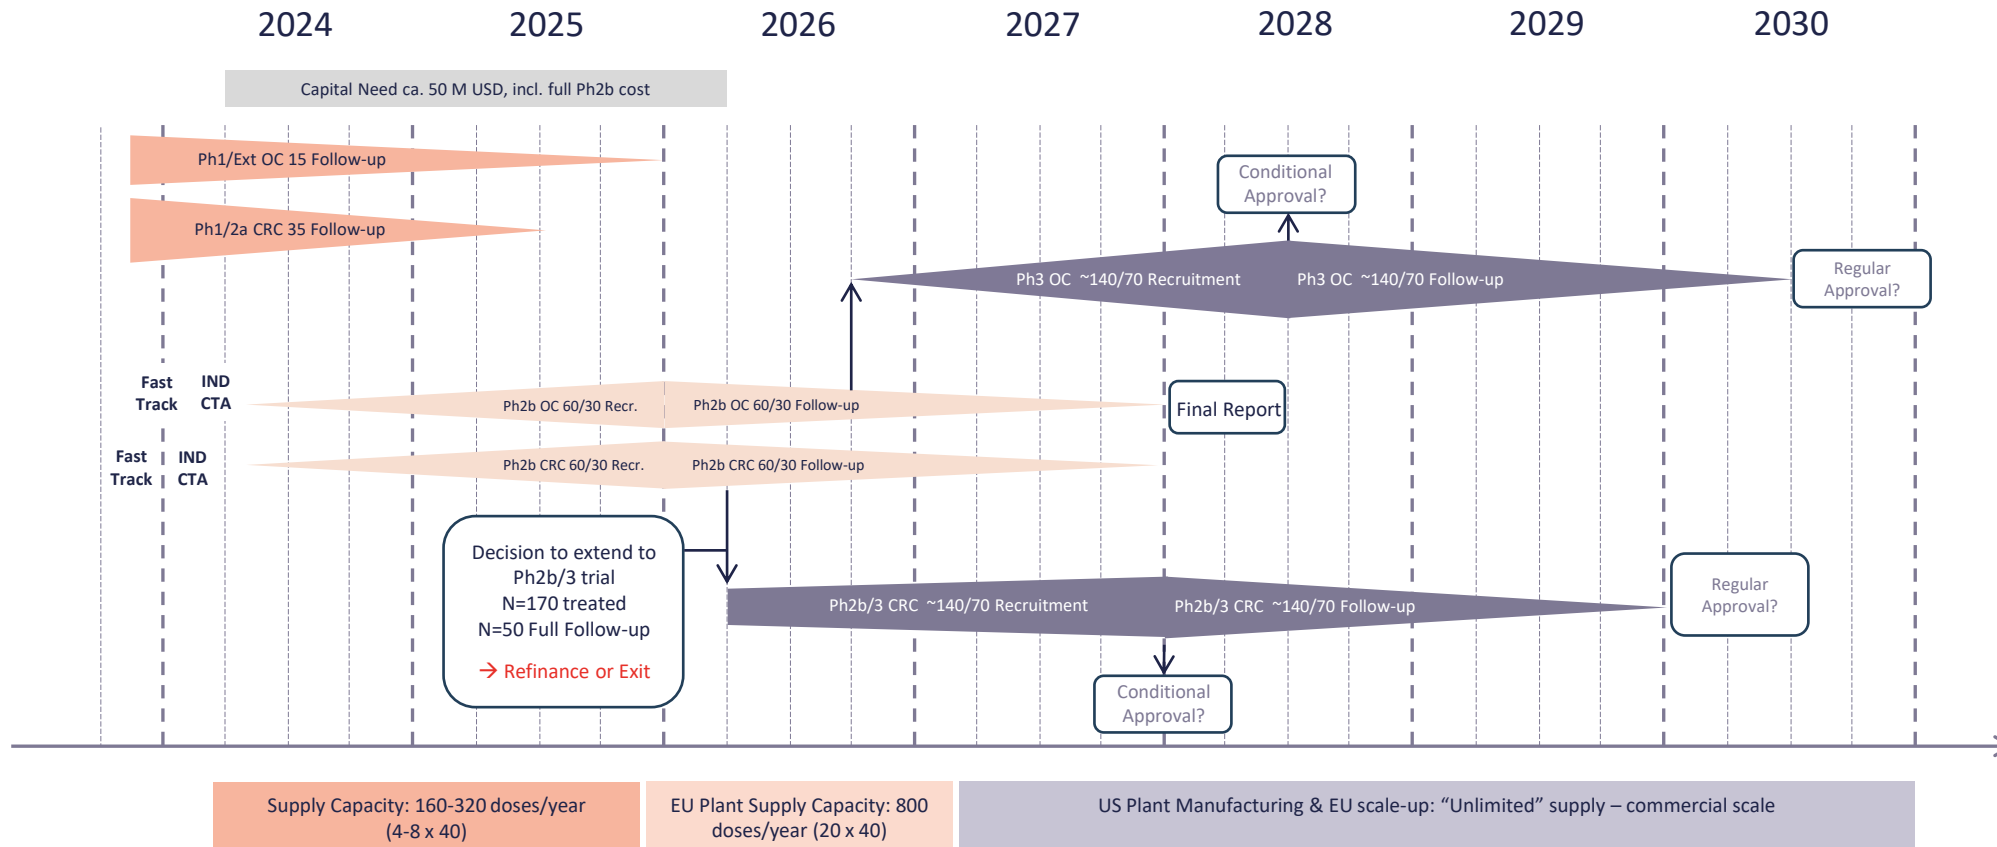 2024 2025 2026 2027 2028 2029 2030
Capital Need ca. 50 M USD, incl. full Ph2b cost
Ph1/Ext OC 15 Follow-up
Ph1/2a CRC 35 Follow-up
Conditional
Approval?
Ph3 OC ~140/70 Recruitment
Ph3 OC ~140/70 Follow-up
Regular
Approval?
Fast
Track
IND
CTA
Ph2b OC 60/30 Recr.
Ph2b OC 60/30 Follow-up
Final Report
Fast
Track
IND
CTA
Ph2b CRC 60/30 Recr.
Ph2b CRC 60/30 Follow-up
Decision to extend to
Ph2b/3 trial
N=170 treated
N=50 Full Follow-up
→ Refinance or Exit
Ph2b/3 CRC ~140/70 Recruitment
Ph2b/3 CRC ~140/70 Follow-up
Regular
Approval?
Conditional
Approval?
Supply Capacity: 160-320 doses/year
(4-8 x 40)
EU Plant Supply Capacity: 800
doses/year (20 x 40)
US Plant Manufacturing & EU scale-up: “Unlimited” supply – commercial scale